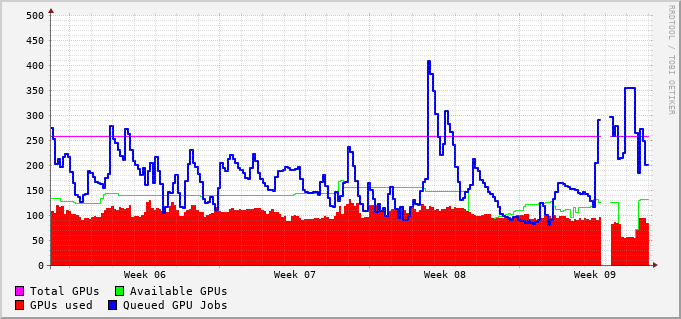 500
450
400
350
300
250
200
150
100
50
0
Week 06 Week 07 Week 08 Week 09
Total GPUs Available GPUs
GPUs used Queued GPU Jobs
RRDTOOL / TOBI OETIKER